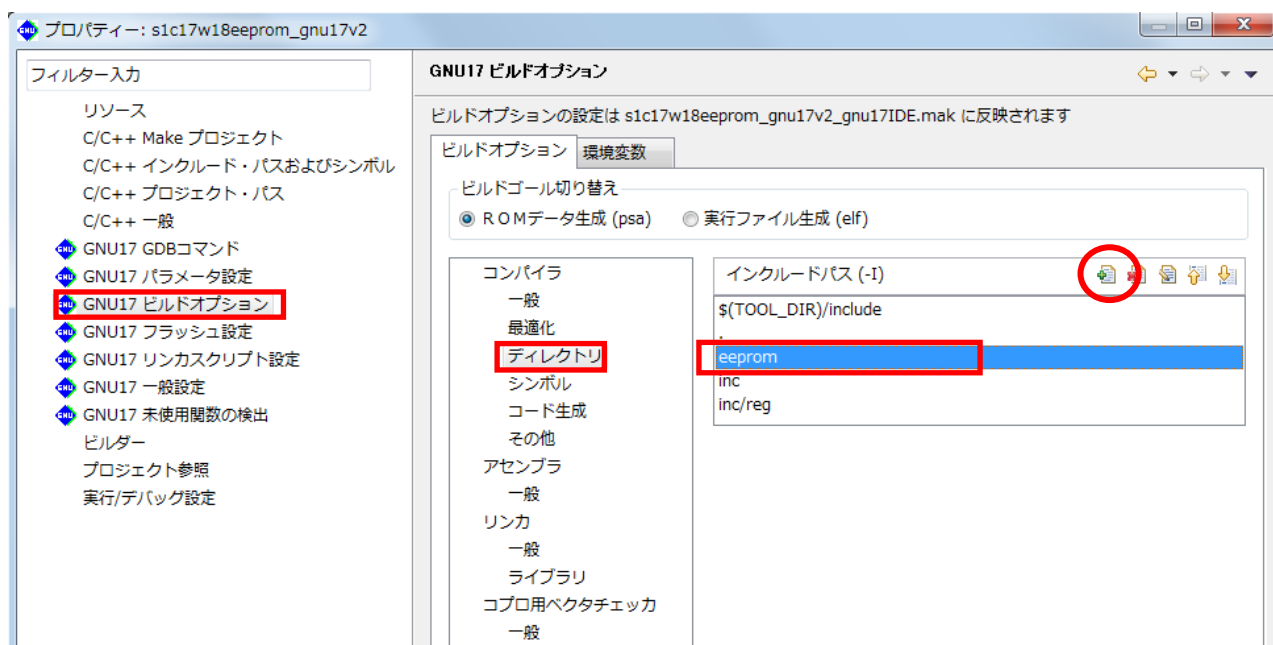 プロパティー: s1c17w18eeprom_gnu17v2
フィルター入力
リソース
C/C++ Make プロジェクト
C/C++ インクルード・パスおよびシンボル
C/C++ プロジェクト・パス
C/C++ 一般
GNU17 GDBコマンド
GNU17 パラメータ設定
GNU17 ビルドオプション
GNU17 フラッシュ設定
GNU17 リンカスクリプト設定
GNU17 一般設定
GNU17 未使用関数の検出
ビルダー
プロジェクト参照
実行/デバッグ設定
GNU17 ビルドオプション
ビルドオプションの設定は s1c17w18eeprom_gnu17v2_gnu17IDE.mak に反映されます
ビルドオプション 環境変数
ビルドゴール切り替え
ＲＯＭデータ生成 (psa) 実行ファイル生成 (elf)
コンパイラ
一般
最適化
ディレクトリ
シンボル
コード生成
その他
アセンブラ
一般
リンカ
一般
ライブラリ
コプロ用ベクタチェッカ
一般
インクルードパス (-I)
$(TOOL_DIR)/include
.
eeprom
inc
inc/reg